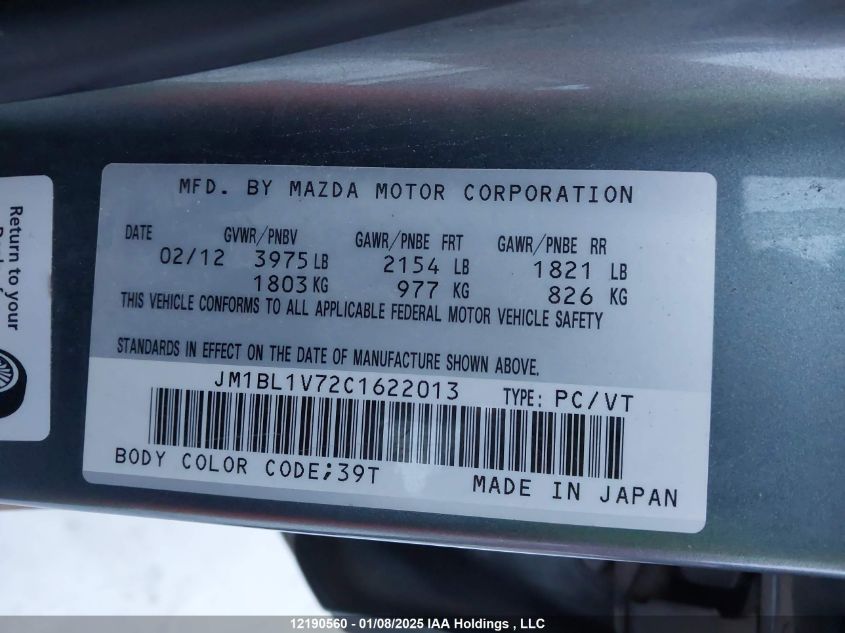 Return to your
MFD. BY MAZDA MOTOR CORPORATION
DATE GVWR/PNBV GAWR/PNBE FRT GAWR/PNBE RR
02/12 3975 LB 2154 LB 1821 LB
1803 KG 977 KG 826 KG
THIS VEHICLE CONFORMS TO ALL APPLICABLE FEDERAL MOTOR VEHICLE SAFETY
STANDARDS IN EFFECT ON THE DATE OF MANUFACTURE SHOWN ABOVE.
JM1BL1V72C1622013 TYPE: PC/VT
BODY COLOR CODE;39T
MADE IN JAPAN
12190560 - 01/08/2025 IAA Holdings , LLC